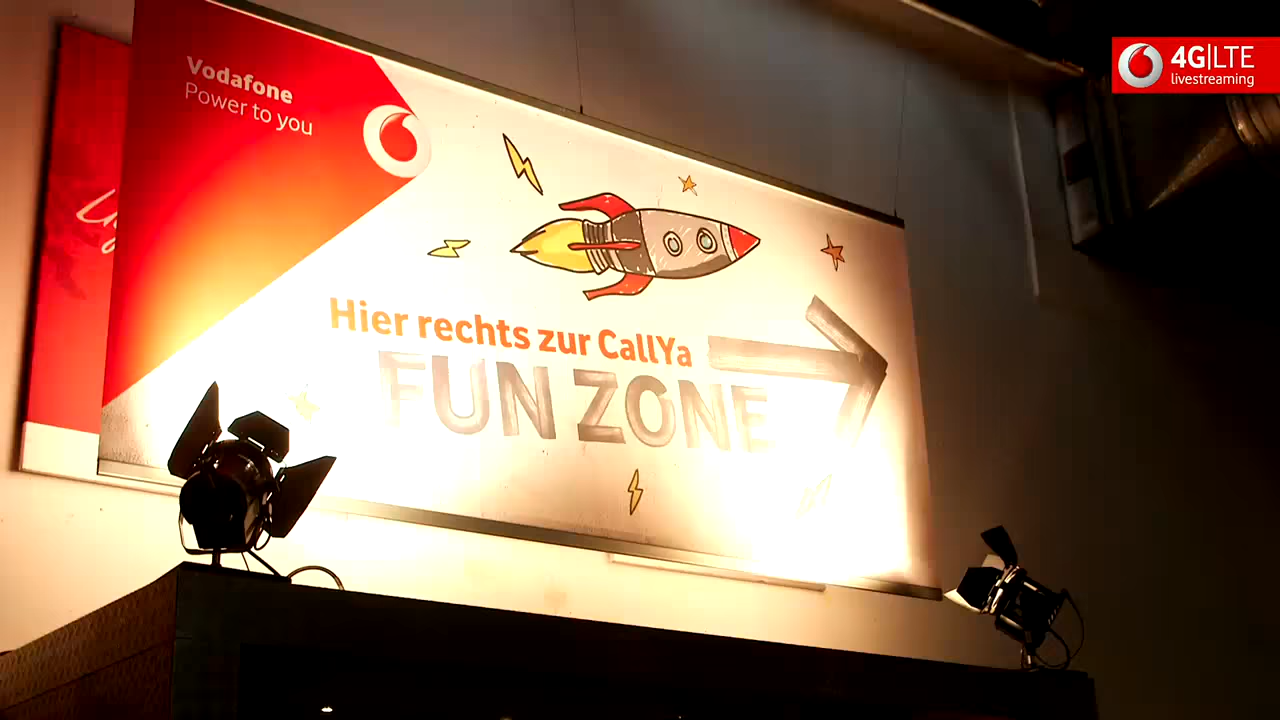 Vodafone
Power to you
Hier rechts zur CallYa
FUN ZONE
4G|LTE
livestreaming